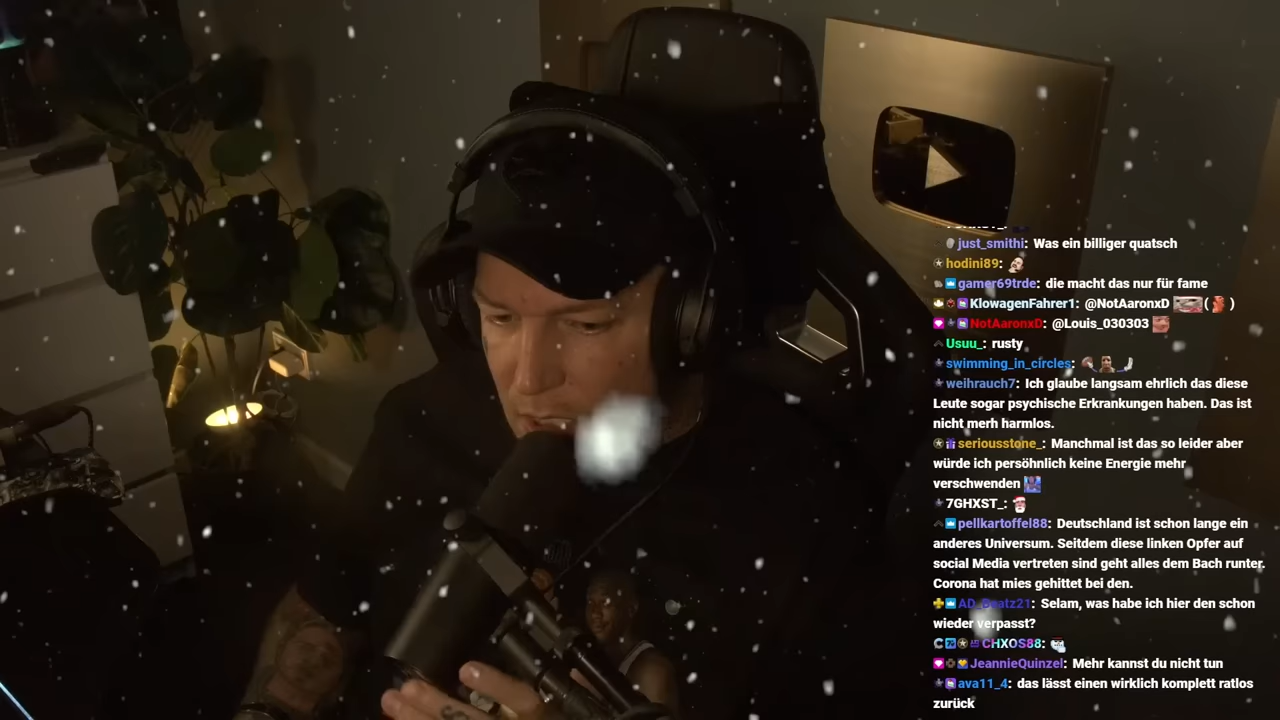 just_smithi: Was ein billiger quatsch
hodini89:
gamer69trde: die macht das nur für fame
KlowagenFahrer1: @NotAaronxD ( )
NotAaronxD: @Louis_030303
Usuu_: rusty
swimming_in_circles:
weihrauch7: Ich glaube langsam ehrlich das diese
Leute sogar psychische Erkrankungen haben. Das ist
nicht merh harmlos.
seriousstone_: Manchmal ist das so leider aber
würde ich persöhnlich keine Energie mehr
verschwenden
7GHXST_:
pellkartoffel88: Deutschland ist schon lange ein
anderes Universum. Seitdem diese linken Opfer auf
social Media vertreten sind geht alles dem Bach runter.
Corona hat mies gehittet bei den.
Selam, was habe ich hier den schon
wieder verpasst?
CHXOS88:
JeannieQuinzel: Mehr kannst du nicht tun
ava11_4: das lässt einen wirklich komplett ratlos
zurück